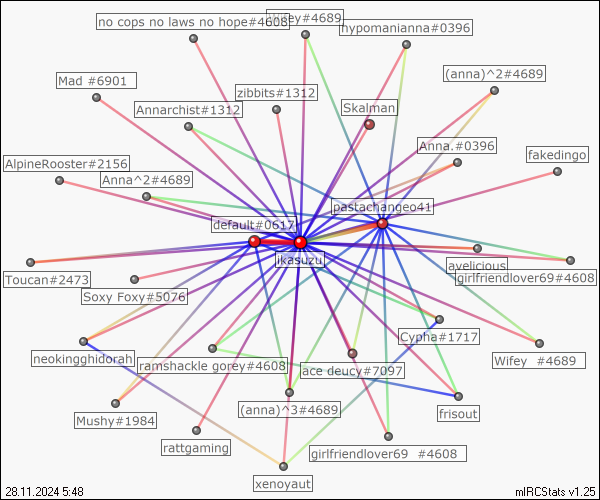 no cops no laws no hope#4608
Wifey#4689
hypomanianna#0396
(anna)^2#4689
Mad #6901
zibbits#1312
Annarchist#1312
Skalman
Anna.#0396
fakedingo
AlpineRooster#2156
Anna^2#4689
pastachangeo41
default#0617
ikasuzu
ayelicious
girlfriendlover69#4608
Toucan#2473
Soxy Foxy#5076
Cypha#1717
neokingghidorah
ramshackle gorey#4608
ace deucy#7097
Wifey #4689
(anna)^3#4689
frisout
Mushy#1984
rattgaming
girlfriendlover69 #4608
xenoyaut
28.11.2024 5:48
mIRCStats v1.25